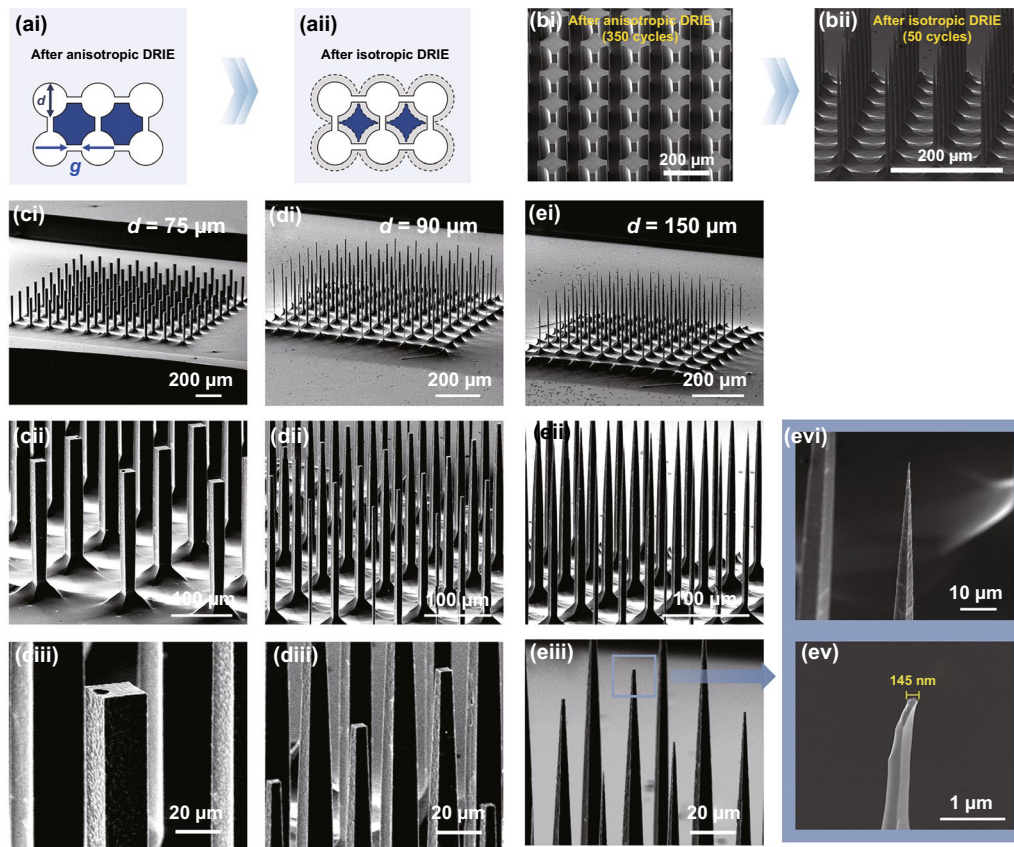 (ai)
After anisotropic DRIE
d
g
(aii)
After isotropic DRIE
(bi)
After anisotropic DRIE
(350 cycles)
200 µm
(bii)
After isotropic DRIE
(50 cycles)
200 µm
(ci)
d = 75 µm
200 µm
(di)
d = 90 µm
200 µm
(ei)
d = 150 µm
200 µm
(cii)
100 µm
(dii)
100 µm
(eii)
100 µm
(evi)
10 µm
(ciii)
20 µm
(diii)
20 µm
(eiii)
20 µm
(ev)
145 nm
1 µm